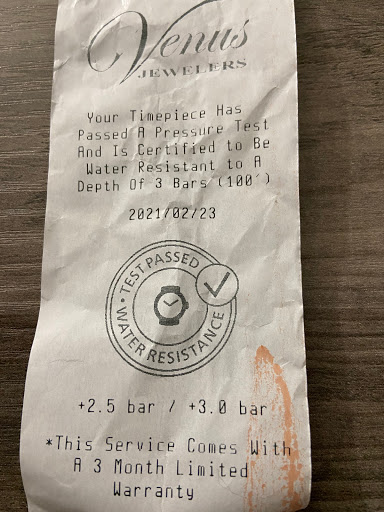 Venus
JEWELERS
Your Timepiece Has
Passed A Pressure Test
And Is Certified to Be
Water Resistant to A
Depth Of 3 Bars (100′)
2021/02/23
• TEST PASSED •
WATER RESISTANCE
+2.5 bar / +3.0 bar
*This Service Comes With
A 3 Month Limited
Warranty